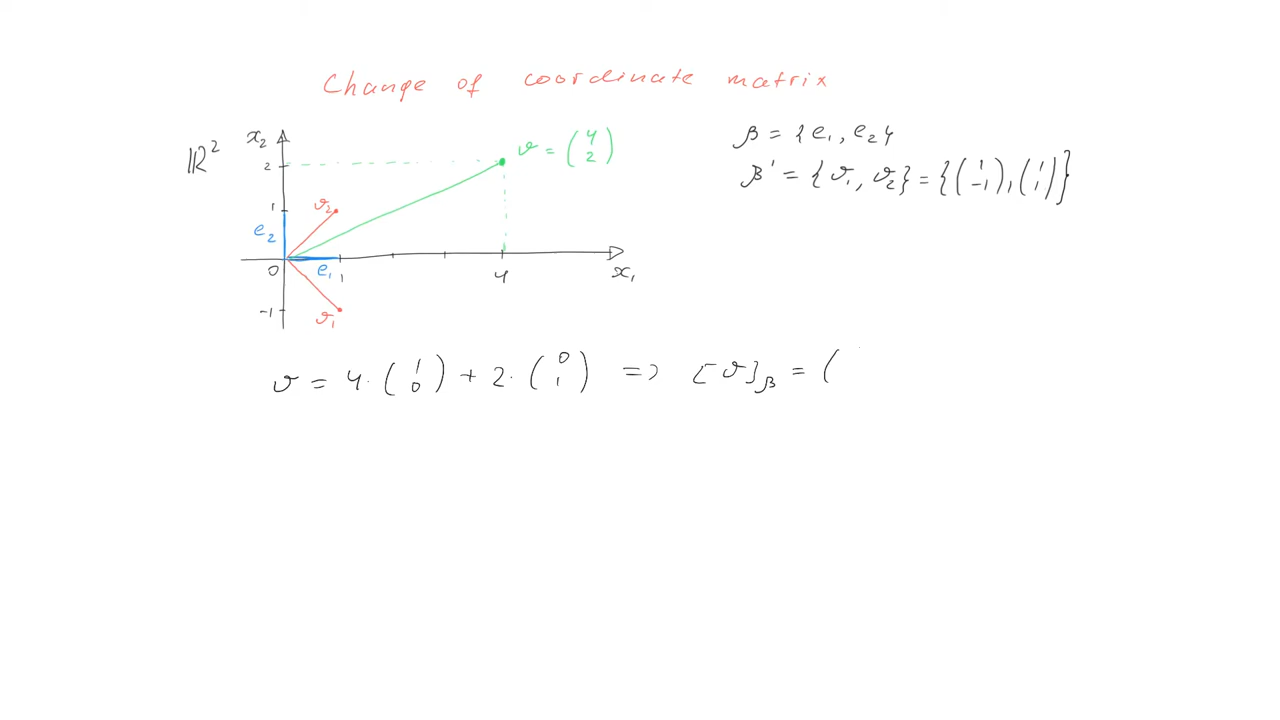 Change of coordinate matrix
ℝ²
x₂
2
1
e₂
0
-1
e₁
1
4
x₁
v₂
v₁
v = (4 2)
β = {e₁, e₂}
β' = {v₁, v₂} = {(1 -1), (1 1)}
v = 4·(1 0) + 2·(0 1) => [v]β = (